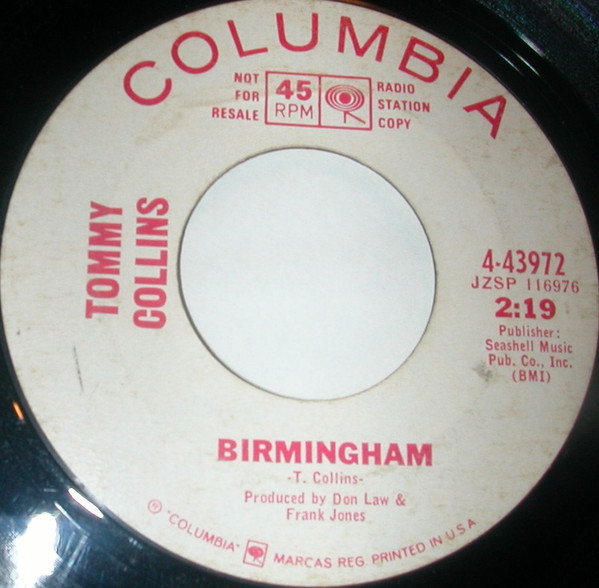 COLUMBIA
NOT
FOR
RESALE
45
RPM
RADIO
STATION
COPY
TOMMY
COLLINS
4-43972
JZSP 116976
2:19
Publisher:
Seashell Music
Pub. Co., Inc.
(BMI)
BIRMINGHAM
-T. Collins-
Produced by Don Law &
Frank Jones
® "COLUMBIA" MARCAS REG. PRINTED IN U.S.A